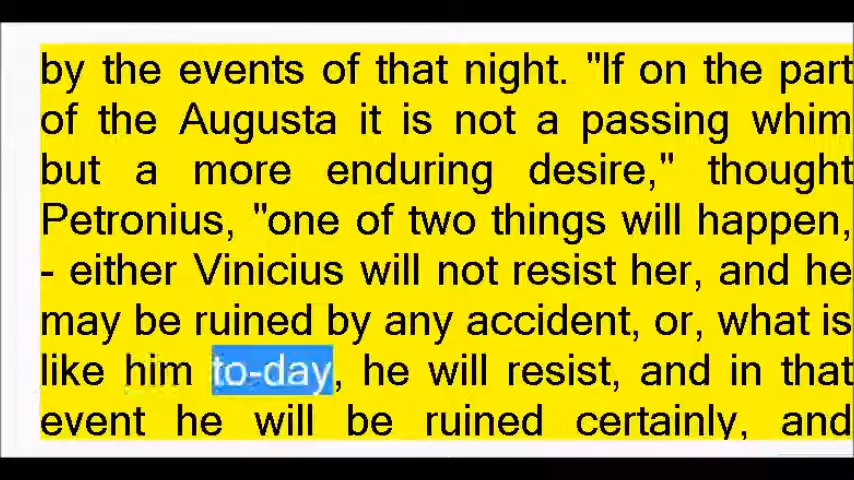 by the events of that night. "If on the part
of the Augusta it is not a passing whim
but a more enduring desire," thought
Petronius, "one of two things will happen,
- either Vinicius will not resist her, and he
may be ruined by any accident, or, what is
like him to-day, he will resist, and in that
event he will be ruined certainly, and